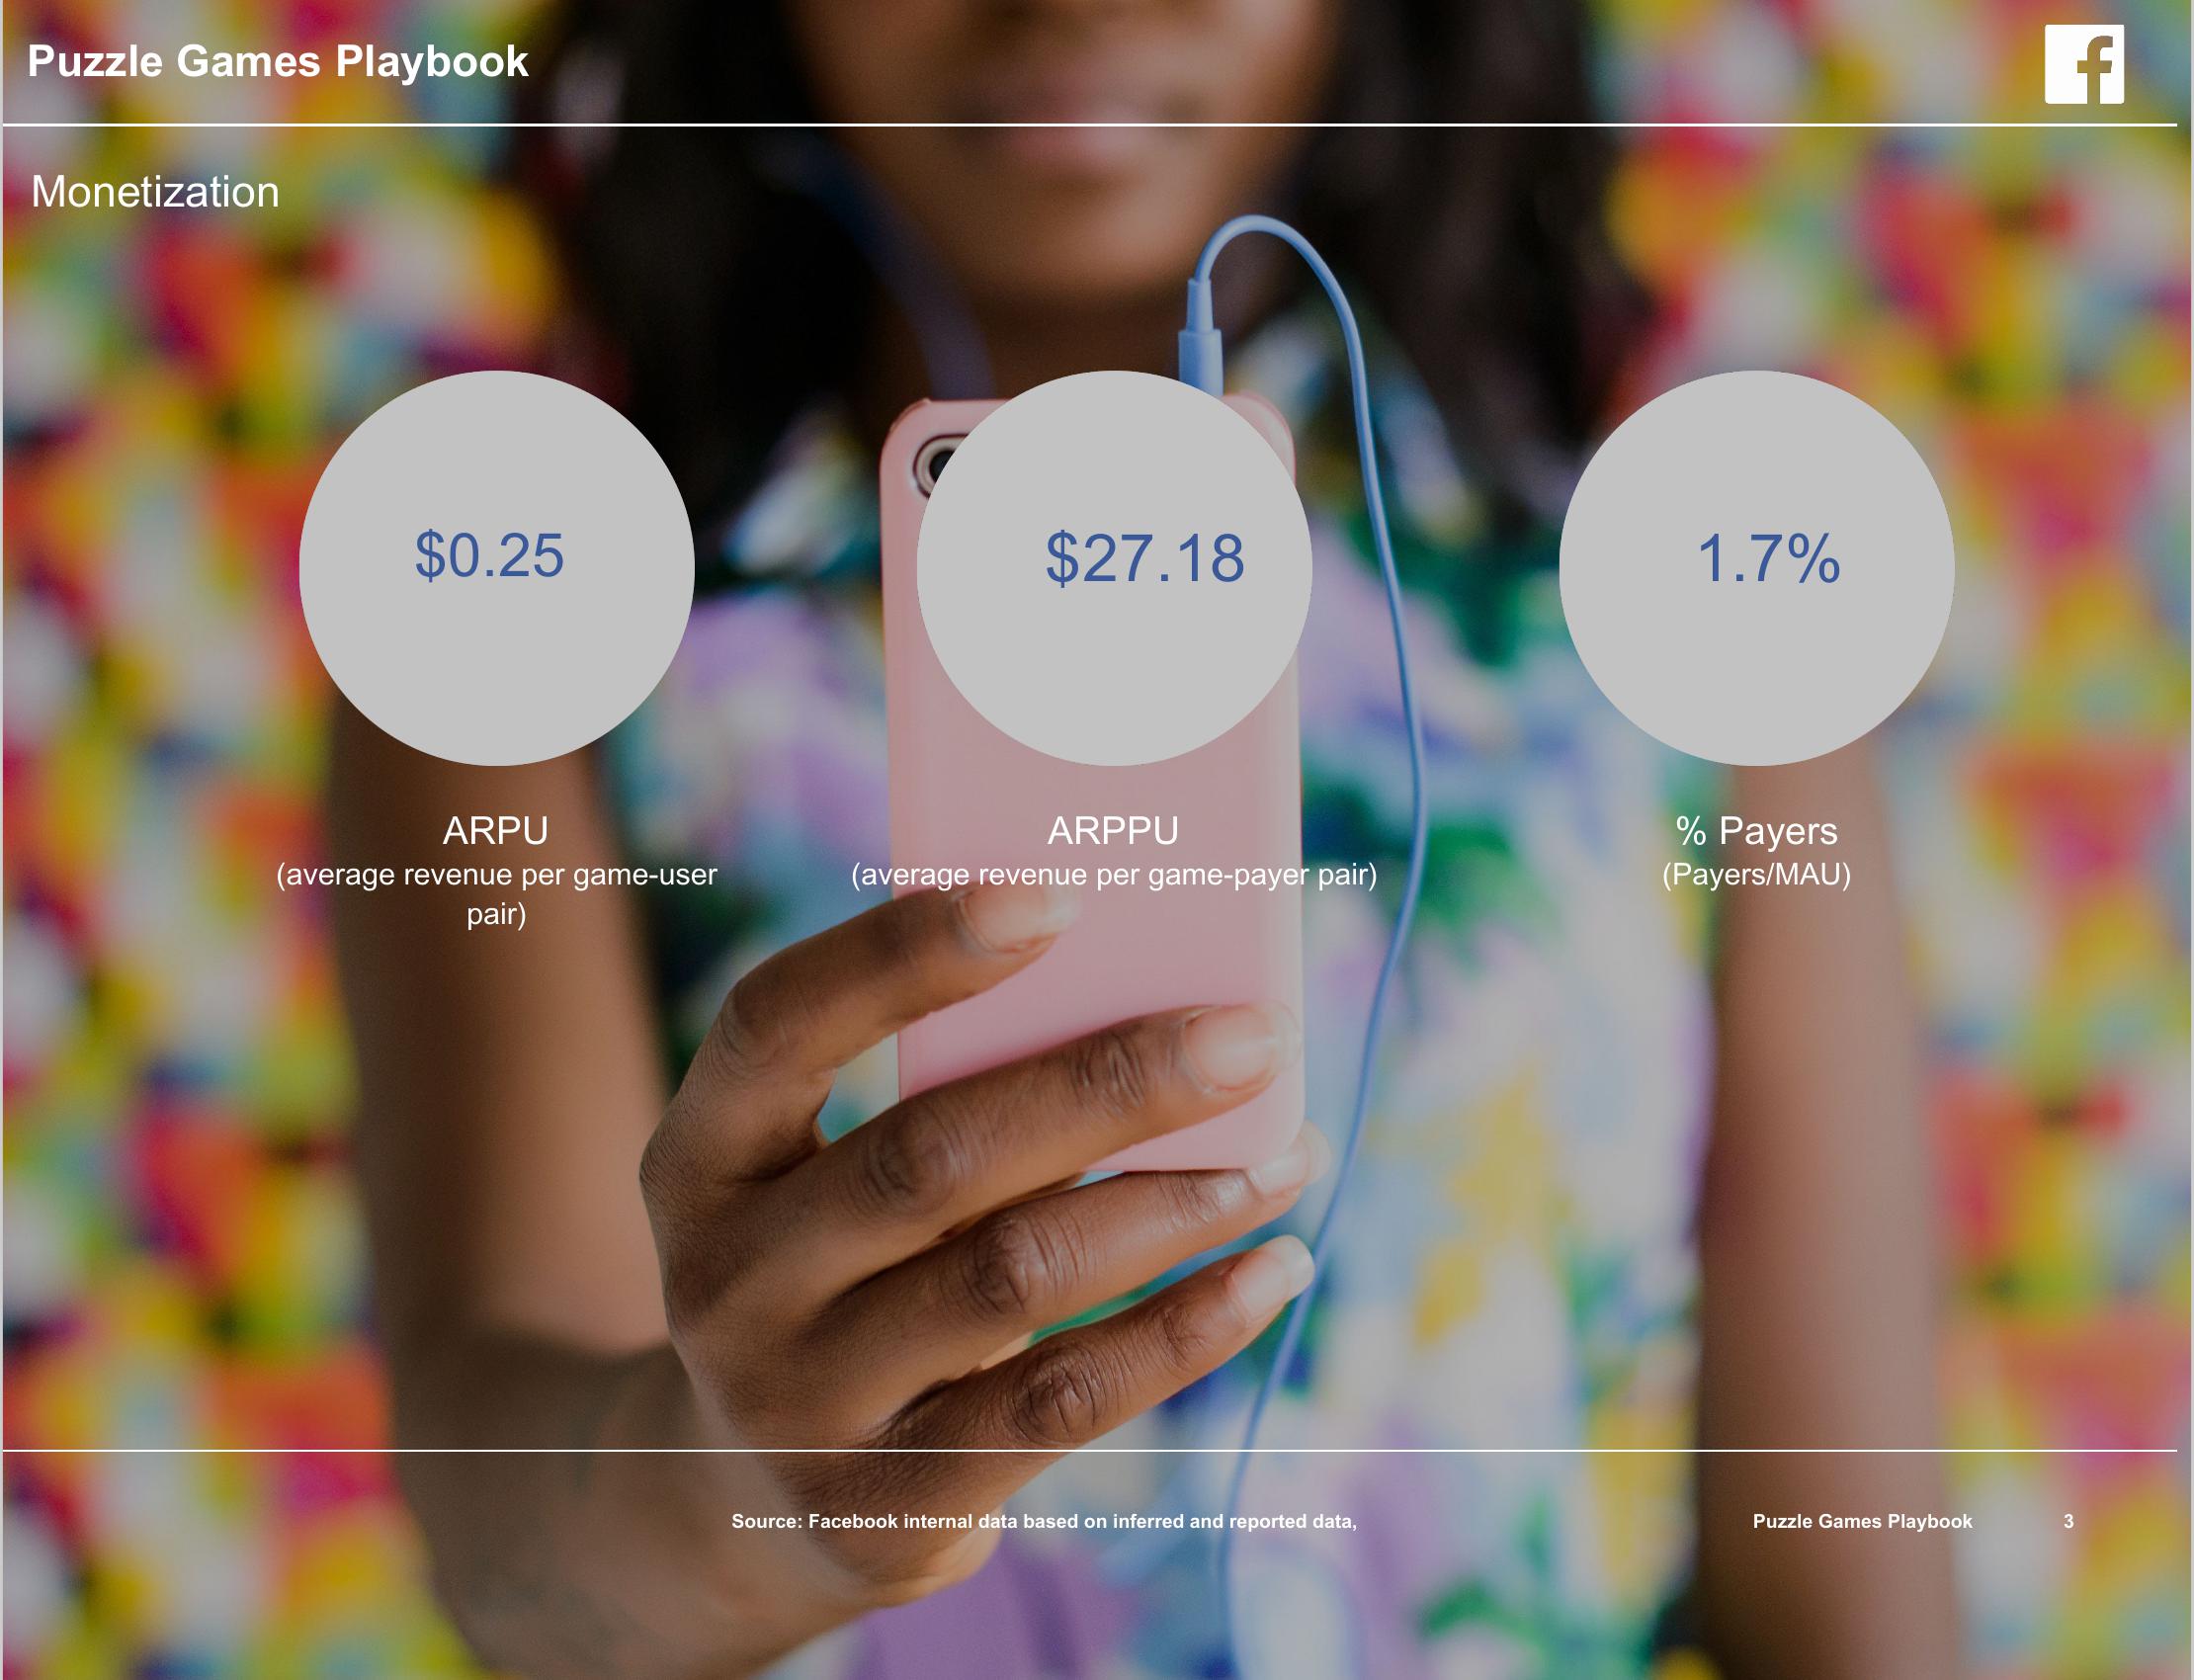 Puzzle Games Playbook
Monetization
$0.25
$27.18
1.7%
ARPU
(average revenue per game-user
pair)
ARPPU
(average revenue per game-payer pair)
% Payers
(Payers/MAU)
Source: Facebook internal data based on inferred and reported data,
Puzzle Games Playbook 3